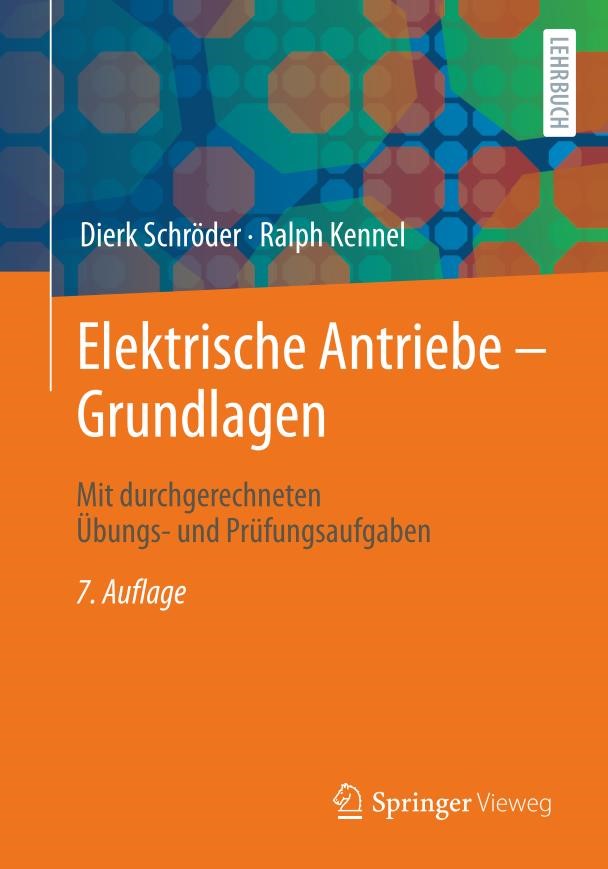 LEHRBUCH
Dierk Schröder · Ralph Kennel
Elektrische Antriebe –
Grundlagen
Mit durchgerechneten
Übungs- und Prüfungsaufgaben
7. Auflage
Springer Vieweg